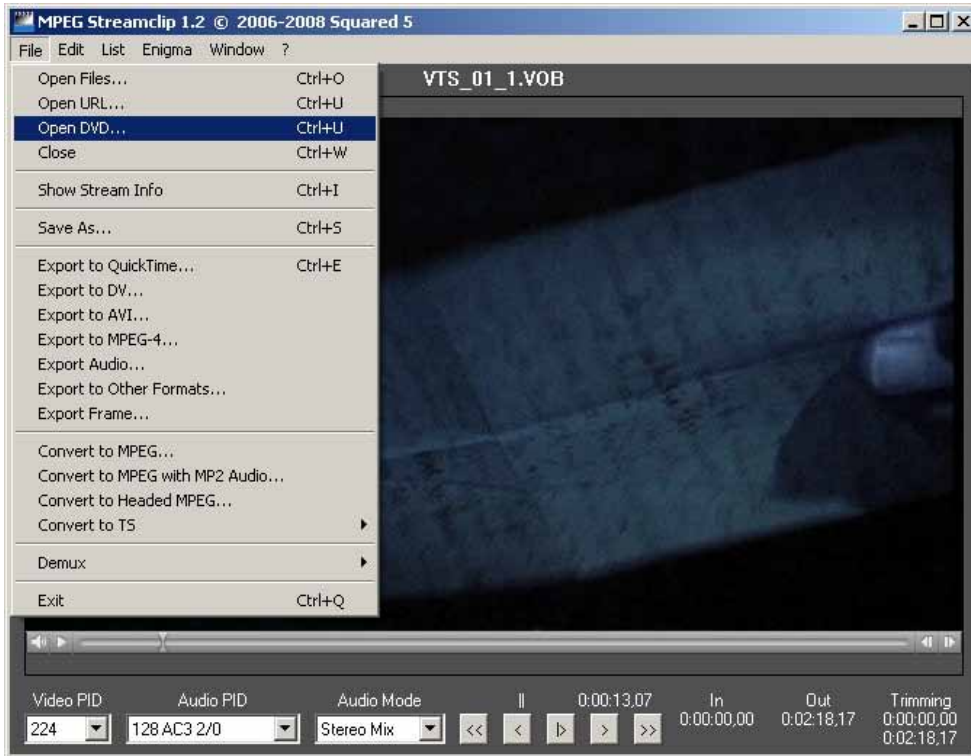 MPEG Streamclip 1.2 © 2006-2008 Squared 5
File Edit List Enigma Window ?
VTS_01_1.VOB
Open Files... Ctrl+O
Open URL... Ctrl+U
Open DVD... Ctrl+U
Close Ctrl+W
Show Stream Info Ctrl+I
Save As... Ctrl+S
Export to QuickTime... Ctrl+E
Export to DV...
Export to AVI...
Export to MPEG-4...
Export Audio...
Export to Other Formats...
Export Frame...
Convert to MPEG...
Convert to MPEG with MP2 Audio...
Convert to Headed MPEG...
Convert to TS
Demux
Exit Ctrl+Q
Video PID Audio PID Audio Mode || 0:00:13,07 In Out Trimming
224 128 AC3 2/0 Stereo Mix << < |> > >> 0:00:00,00 0:02:18,17 0:00:00,00
0:02:18,17